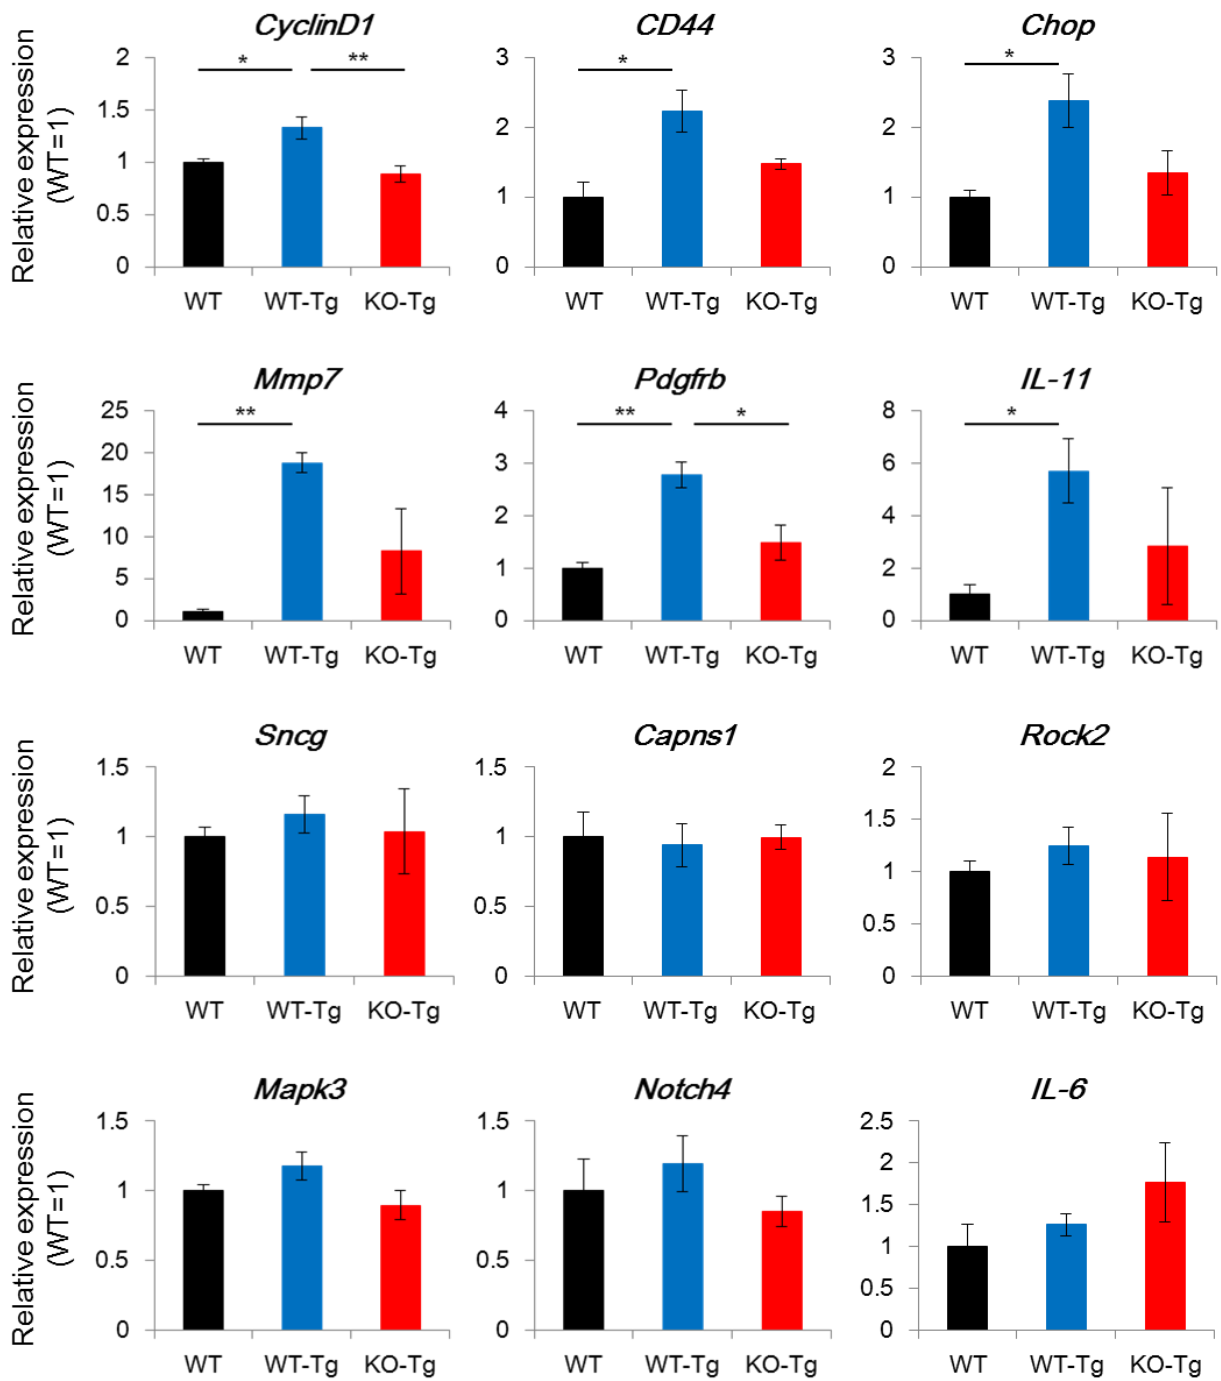 CyclinD1
CD44
Chop
Relative expression
(WT=1)
2
1.5
1
0.5
0
*
**
WT
WT-Tg
KO-Tg
3
2
1
0
*
WT
WT-Tg
KO-Tg
3
2
1
0
*
WT
WT-Tg
KO-Tg
Mmp7
Pdgfrb
IL-11
Relative expression
(WT=1)
25
20
15
10
5
0
**
WT
WT-Tg
KO-Tg
4
3
2
1
0
**
*
WT
WT-Tg
KO-Tg
8
6
4
2
0
*
WT
WT-Tg
KO-Tg
Sncg
Capns1
Rock2
Relative expression
(WT=1)
1.5
1
0.5
0
WT
WT-Tg
KO-Tg
1.5
1
0.5
0
WT
WT-Tg
KO-Tg
2
1.5
1
0.5
0
WT
WT-Tg
KO-Tg
Mapk3
Notch4
IL-6
Relative expression
(WT=1)
1.5
1
0.5
0
WT
WT-Tg
KO-Tg
1.5
1
0.5
0
WT
WT-Tg
KO-Tg
2.5
2
1.5
1
0.5
0
WT
WT-Tg
KO-Tg